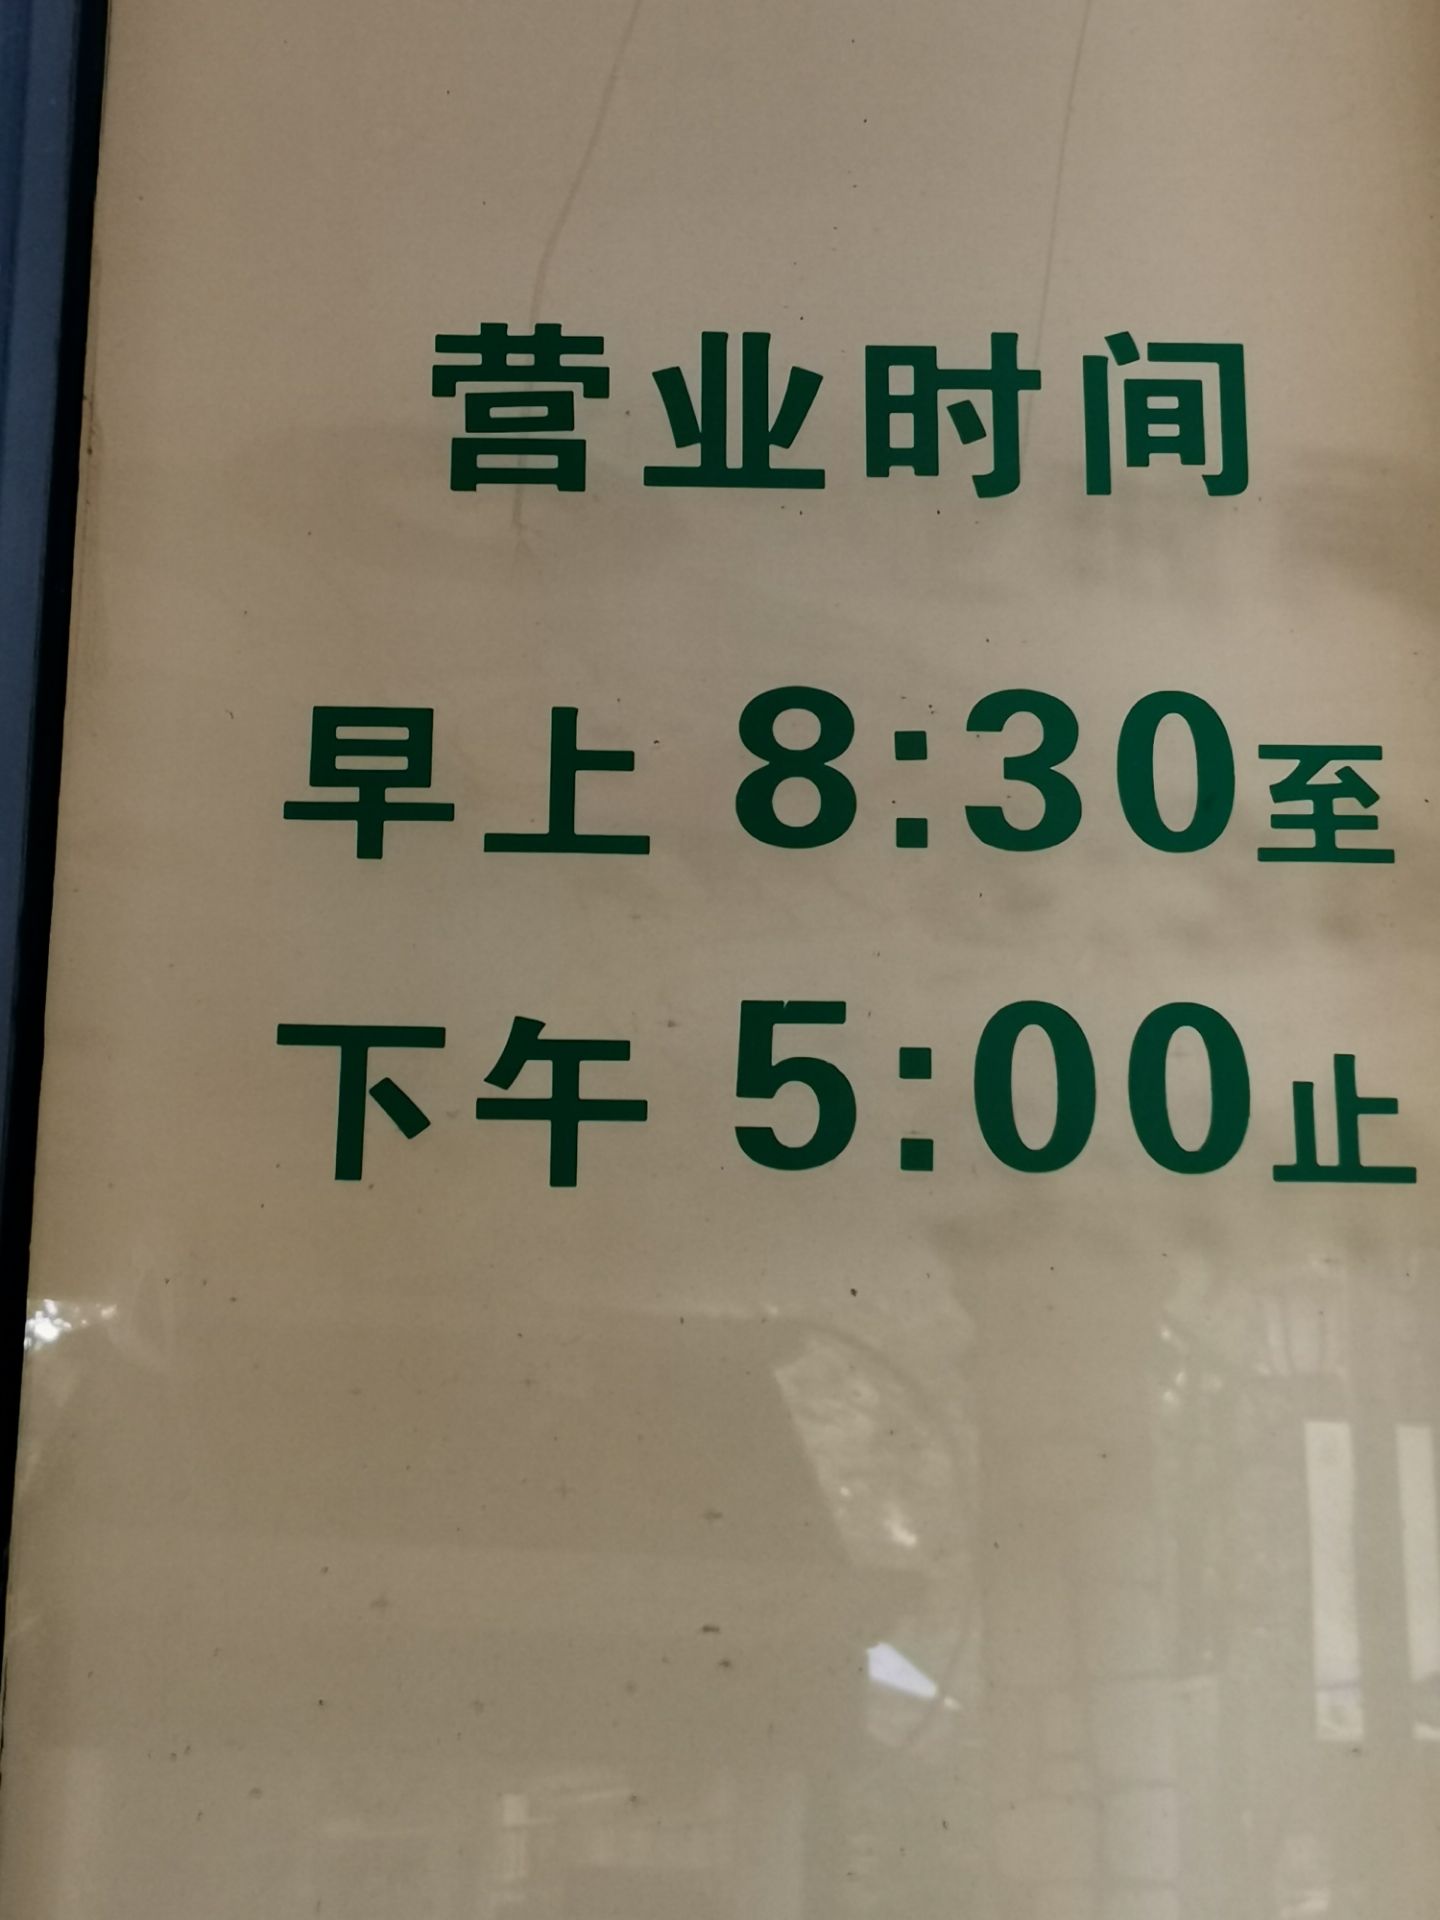 营业时间
早上 8:30至
下午 5:00止